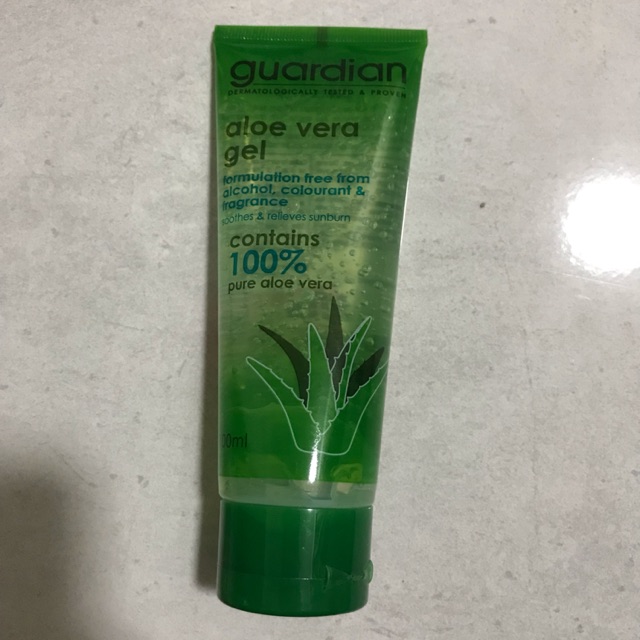 guardian
DERMATOLOGICALLY TESTED & PROVEN
aloe vera
gel
formulation free from
alcohol, colourant &
fragrance
soothes & relieves sunburn
contains
100%
pure aloe vera